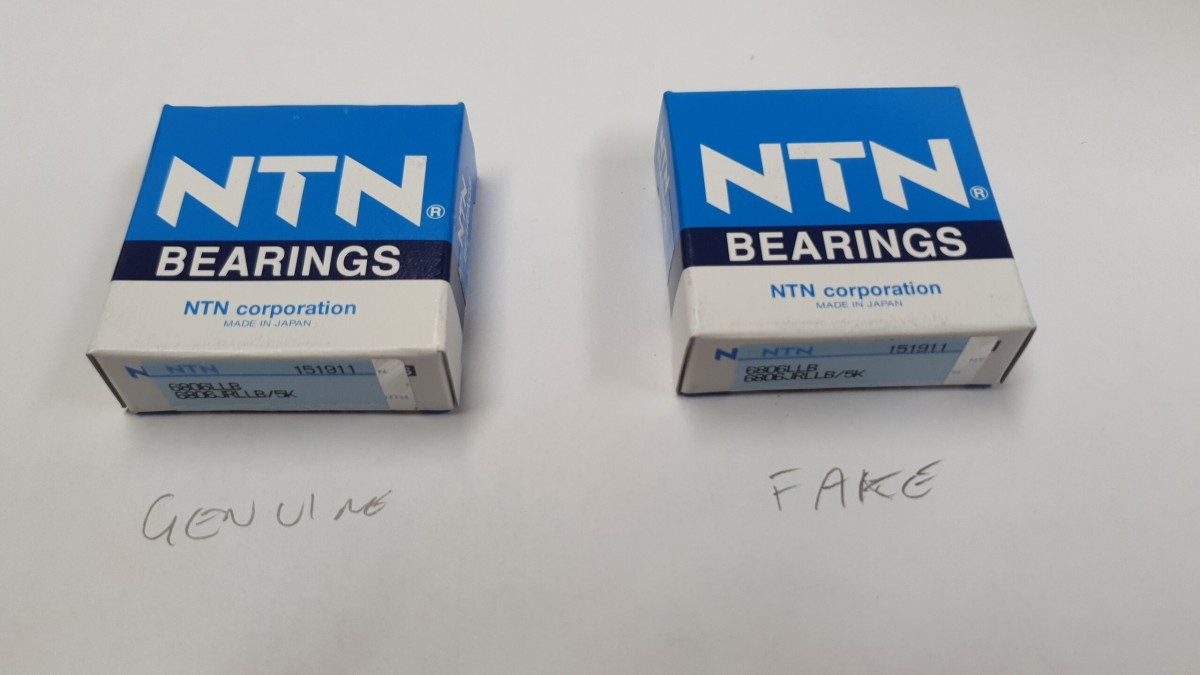 NTN®
BEARINGS
NTN corporation
MADE IN JAPAN
N NTN 151911
6806LLB
6806JRLLB/5K
GENUINE
NTN®
BEARINGS
NTN corporation
MADE IN JAPAN
N NTN 151911
6806LLB
6806JRLLB/5K
FAKE